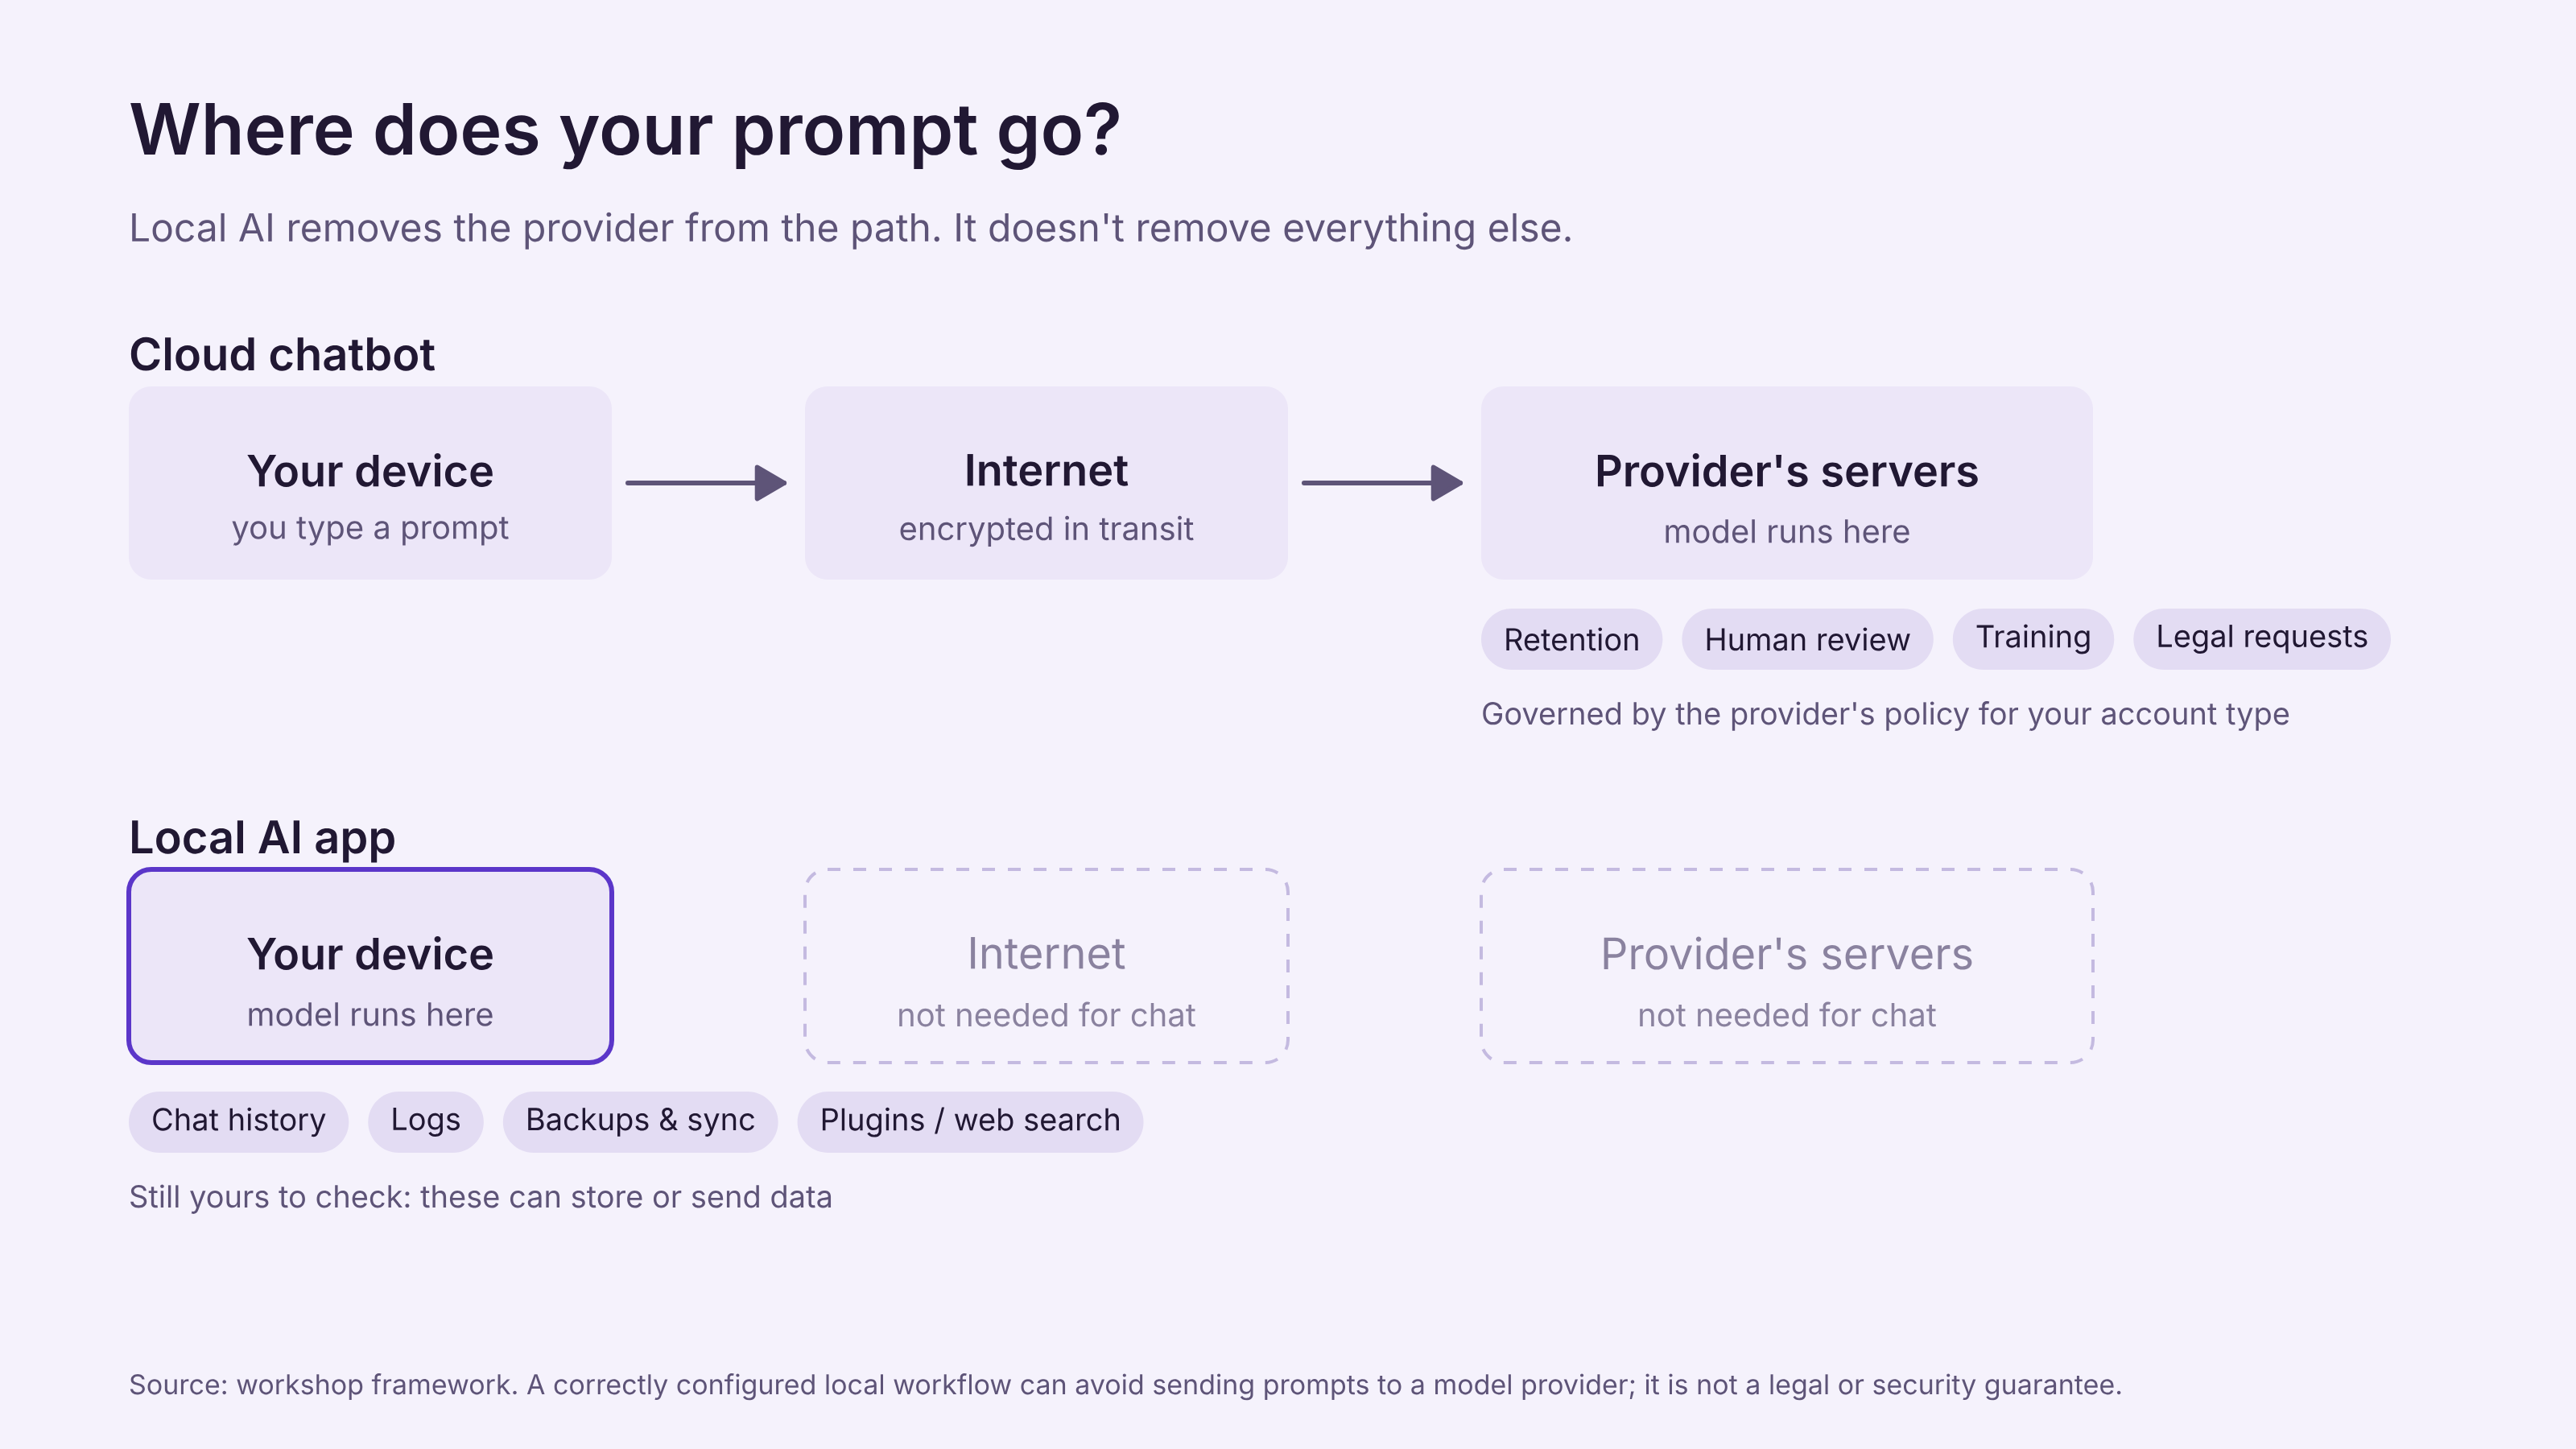 Where does your prompt go?
Local AI removes the provider from the path. It doesn't remove everything else.
Cloud chatbot
Your device
you type a prompt
Internet
encrypted in transit
Provider's servers
model runs here
Retention
Human review
Training
Legal requests
Governed by the provider's policy for your account type
Local AI app
Your device
model runs here
Internet
not needed for chat
Provider's servers
not needed for chat
Chat history
Logs
Backups & sync
Plugins / web search
Still yours to check: these can store or send data
Source: workshop framework. A correctly configured local workflow can avoid sending prompts to a model provider; it is not a legal or security guarantee.